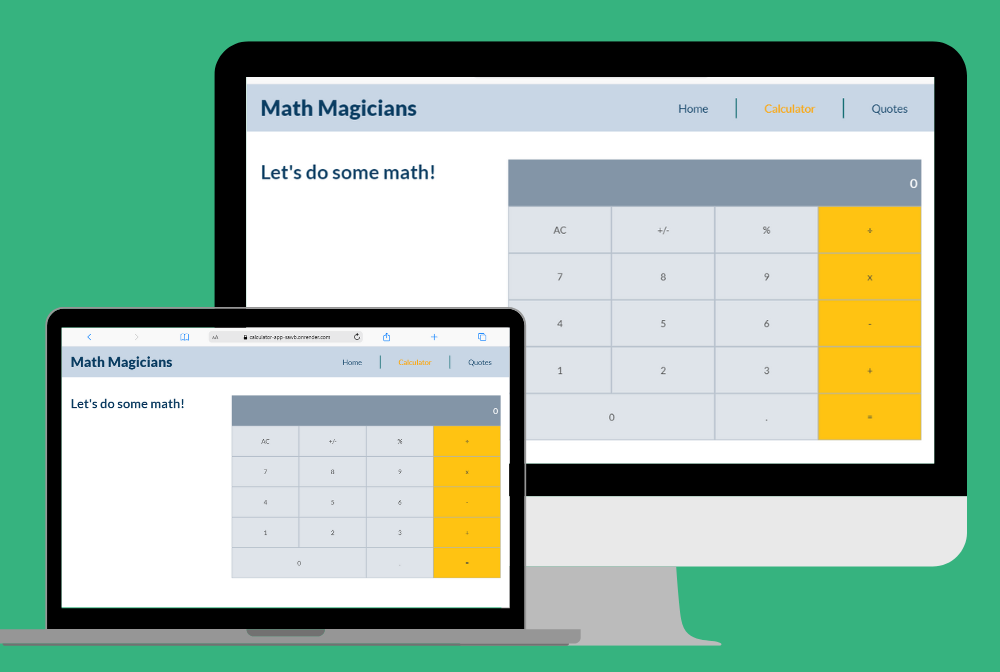 Math Magicians Home Calculator Quotes
Let's do some math!
0
AC +/- % ÷
7 8 9 x
4 5 6 -
1 2 3 +
0 . =
calculator-app-savb.onrender.com
Math Magicians Home Calculator Quotes
Let's do some math!
0
AC +/- % ÷
7 8 9 x
4 5 6 -
1 2 3 +
0 . =